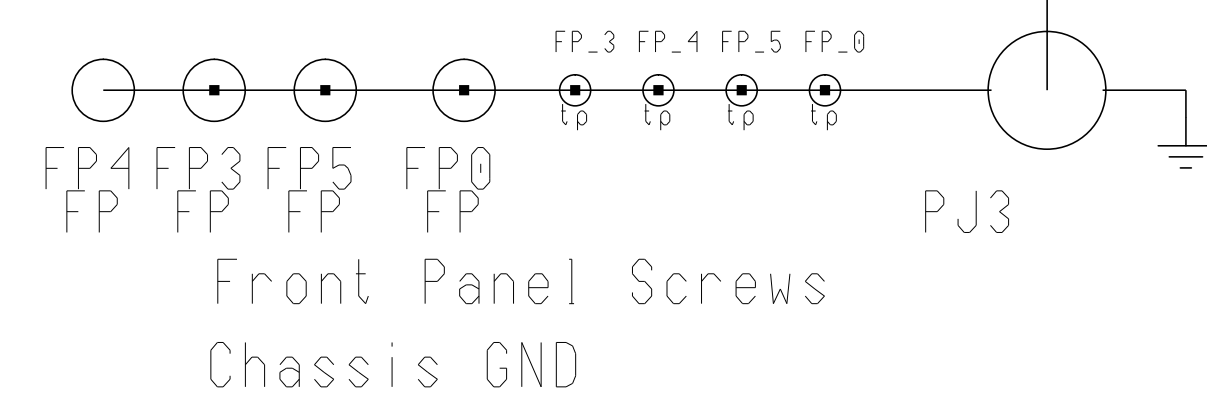 FP_3 FP_4 FP_5 FP_0
tp tp tp tp
FP4 FP3 FP5 FP0
FP FP FP FP
PJ3
Front Panel Screws
Chassis GND